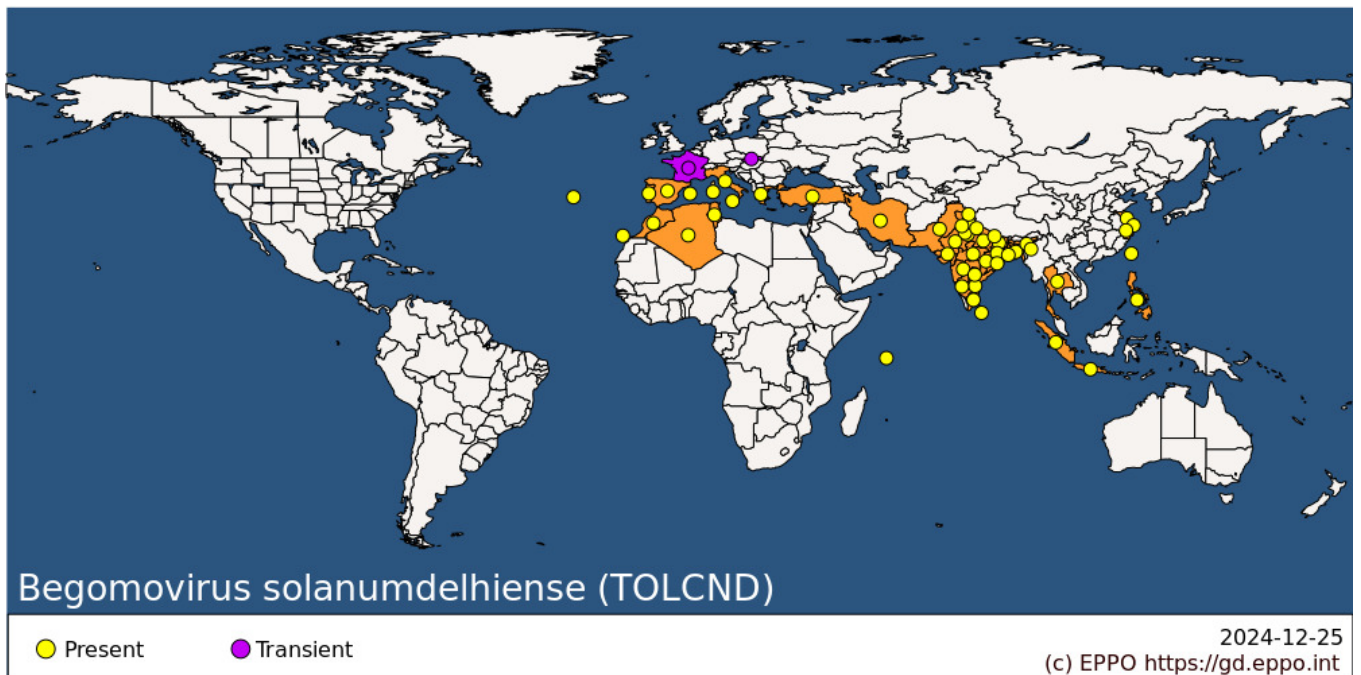 Begomovirus solanumdelhiense (TOLCND)
Present
Transient
2024-12-25
(c) EPPO https://gd.eppo.int